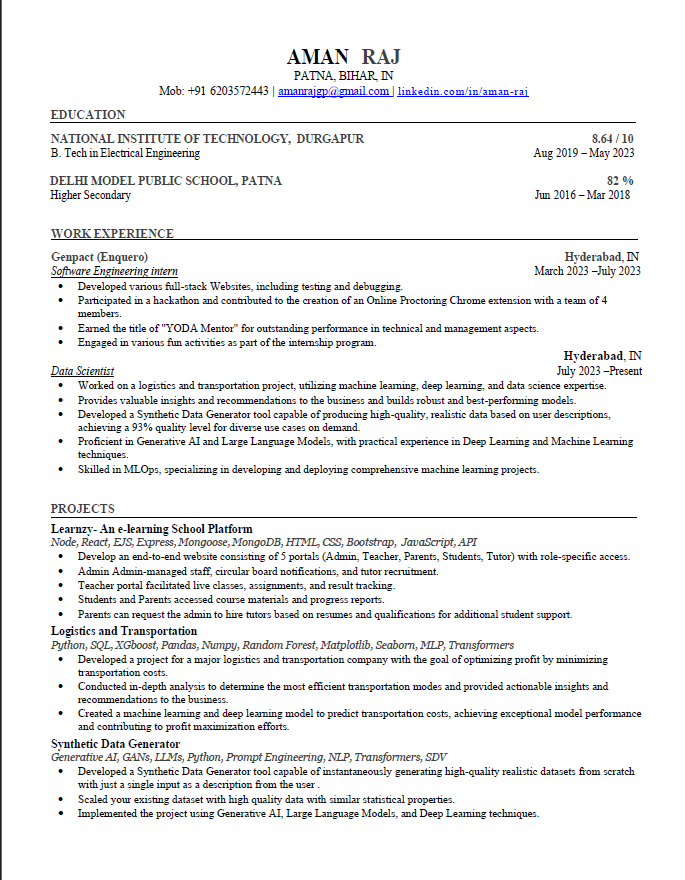 AMAN RAJ
PATNA, BIHAR, IN
Mob: +91 6203572443 | amanrajgp@gmail.com | linkedin.com/in/aman-raj
EDUCATION
NATIONAL INSTITUTE OF TECHNOLOGY, DURGAPUR 8.64 / 10
B. Tech in Electrical Engineering Aug 2019 – May 2023
DELHI MODEL PUBLIC SCHOOL, PATNA 82 %
Higher Secondary Jun 2016 – Mar 2018
WORK EXPERIENCE
Genpact (Enquero) Hyderabad, IN
Software Engineering intern March 2023 –July 2023
• Developed various full-stack Websites, including testing and debugging.
• Participated in a hackathon and contributed to the creation of an Online Proctoring Chrome extension with a team of 4
members.
• Earned the title of "YODA Mentor" for outstanding performance in technical and management aspects.
• Engaged in various fun activities as part of the internship program.
Hyderabad, IN
Data Scientist July 2023 –Present
• Worked on a logistics and transportation project, utilizing machine learning, deep learning, and data science expertise.
• Provides valuable insights and recommendations to the business and builds robust and best-performing models.
• Developed a Synthetic Data Generator tool capable of producing high-quality, realistic data based on user descriptions,
achieving a 93% quality level for diverse use cases on demand.
• Proficient in Generative AI and Large Language Models, with practical experience in Deep Learning and Machine Learning
techniques.
• Skilled in MLOps, specializing in developing and deploying comprehensive machine learning projects.
PROJECTS
Learnzy- An e-learning School Platform
Node, React, EJS, Express, Mongoose, MongoDB, HTML, CSS, Bootstrap, JavaScript, API
• Develop an end-to-end website consisting of 5 portals (Admin, Teacher, Parents, Students, Tutor) with role-specific access.
• Admin Admin-managed staff, circular board notifications, and tutor recruitment.
• Teacher portal facilitated live classes, assignments, and result tracking.
• Students and Parents accessed course materials and progress reports.
• Parents can request the admin to hire tutors based on resumes and qualifications for additional student support.
Logistics and Transportation
Python, SQL, XGboost, Pandas, Numpy, Random Forest, Matplotlib, Seaborn, MLP, Transformers
• Developed a project for a major logistics and transportation company with the goal of optimizing profit by minimizing
transportation costs.
• Conducted in-depth analysis to determine the most efficient transportation modes and provided actionable insights and
recommendations to the business.
• Created a machine learning and deep learning model to predict transportation costs, achieving exceptional model performance
and contributing to profit maximization efforts.
Synthetic Data Generator
Generative AI, GANs, LLMs, Python, Prompt Engineering, NLP, Transformers, SDV
• Developed a Synthetic Data Generator tool capable of instantaneously generating high-quality realistic datasets from scratch
with just a single input as a description from the user .
• Scaled your existing dataset with high quality data with similar statistical properties.
• Implemented the project using Generative AI, Large Language Models, and Deep Learning techniques.